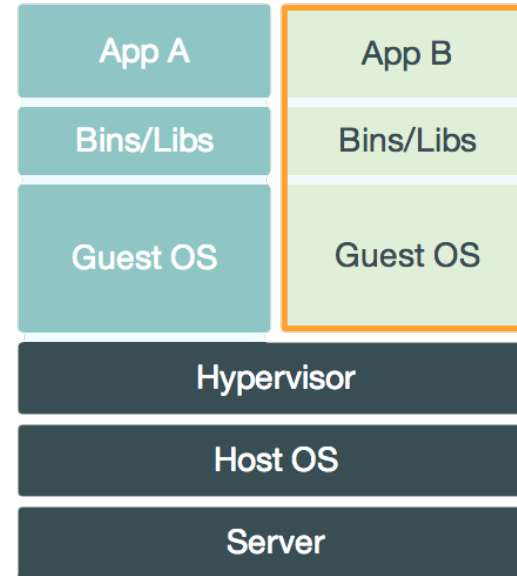 App A
App B
Bins/Libs
Bins/Libs
Guest OS
Guest OS
Hypervisor
Host OS
Server